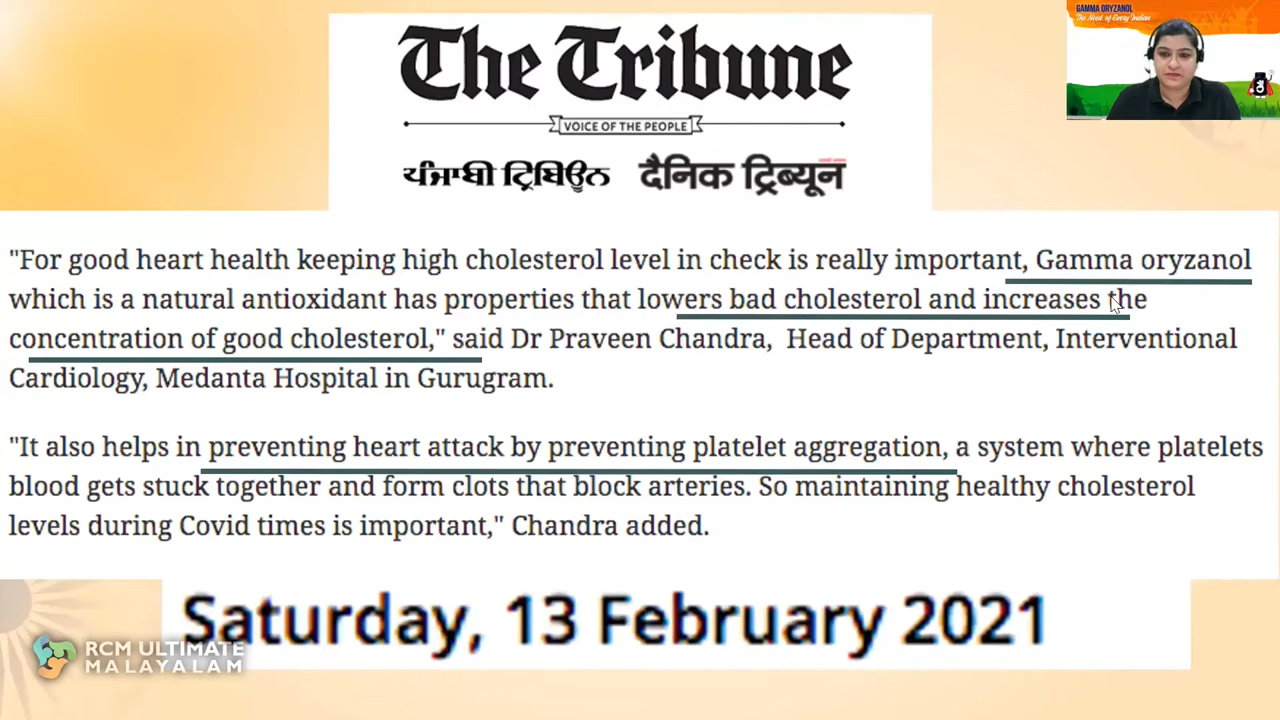 The Tribune
VOICE OF THE PEOPLE
ਪੰਜਾਬੀ ਟ੍ਰਿਬਿਊਨ दैनिक ट्रिब्यून
GAMMA ORYZANOL
The Need of Every Indian
"For good heart health keeping high cholesterol level in check is really important, Gamma oryzanol
which is a natural antioxidant has properties that lowers bad cholesterol and increases the
concentration of good cholesterol," said Dr Praveen Chandra, Head of Department, Interventional
Cardiology, Medanta Hospital in Gurugram.
"It also helps in preventing heart attack by preventing platelet aggregation, a system where platelets
blood gets stuck together and form clots that block arteries. So maintaining healthy cholesterol
levels during Covid times is important," Chandra added.
Saturday, 13 February 2021
RCM ULTIMATE
MALAYALAM